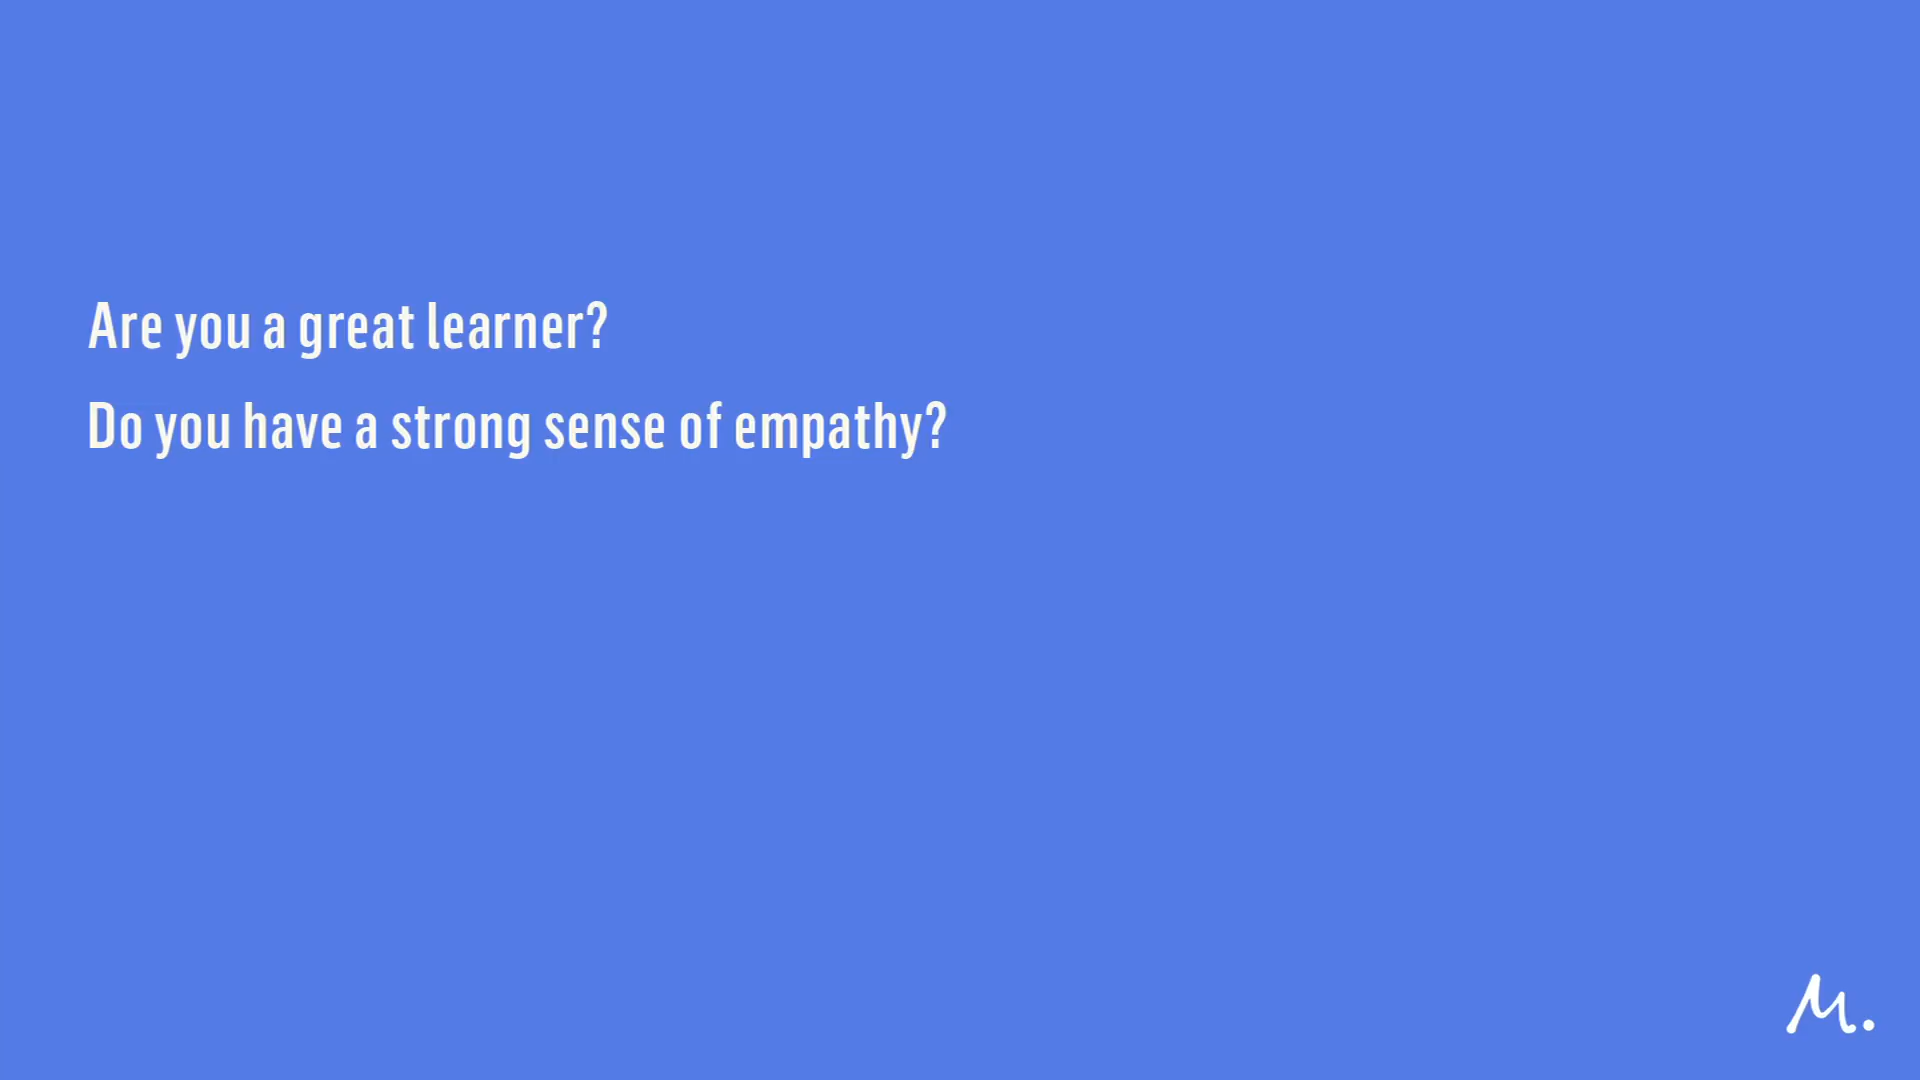 Are you a great learner?
Do you have a strong sense of empathy?
M.